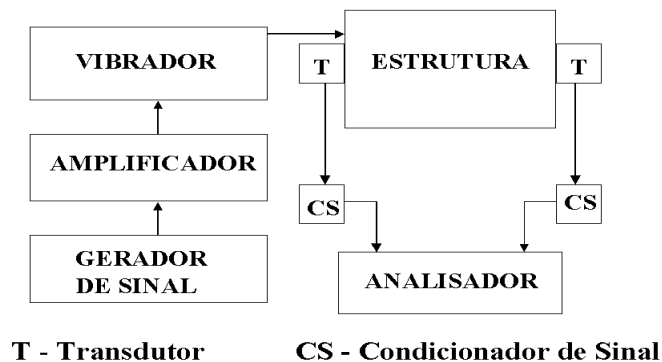 VIBRADOR
T
ESTRUTURA
T
AMPLIFICADOR
CS
CS
GERADOR
DE SINAL
ANALISADOR
T - Transdutor
CS - Condicionador de Sinal